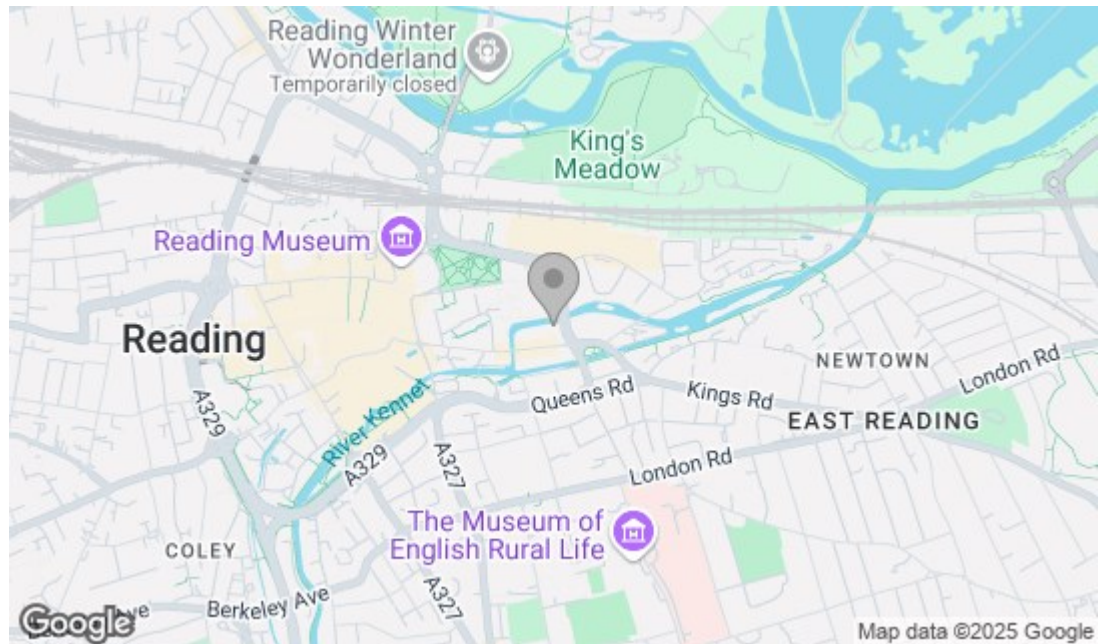 Reading Winter
Wonderland
Temporarily closed
King's
Meadow
Reading Museum
Reading
NEWTOWN
London Rd
Kings Rd
Queens Rd
EAST READING
A329
River Kennet
A329
A327
London Rd
The Museum of
English Rural Life
COLEY
Berkeley Ave
A327
Ave
Google
Map data ©2025 Google